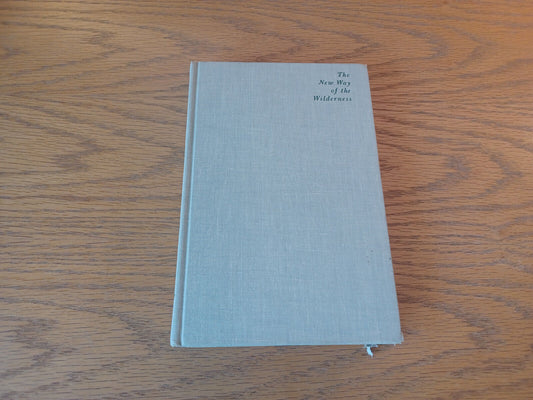 The
New Way
of the
Wilderness